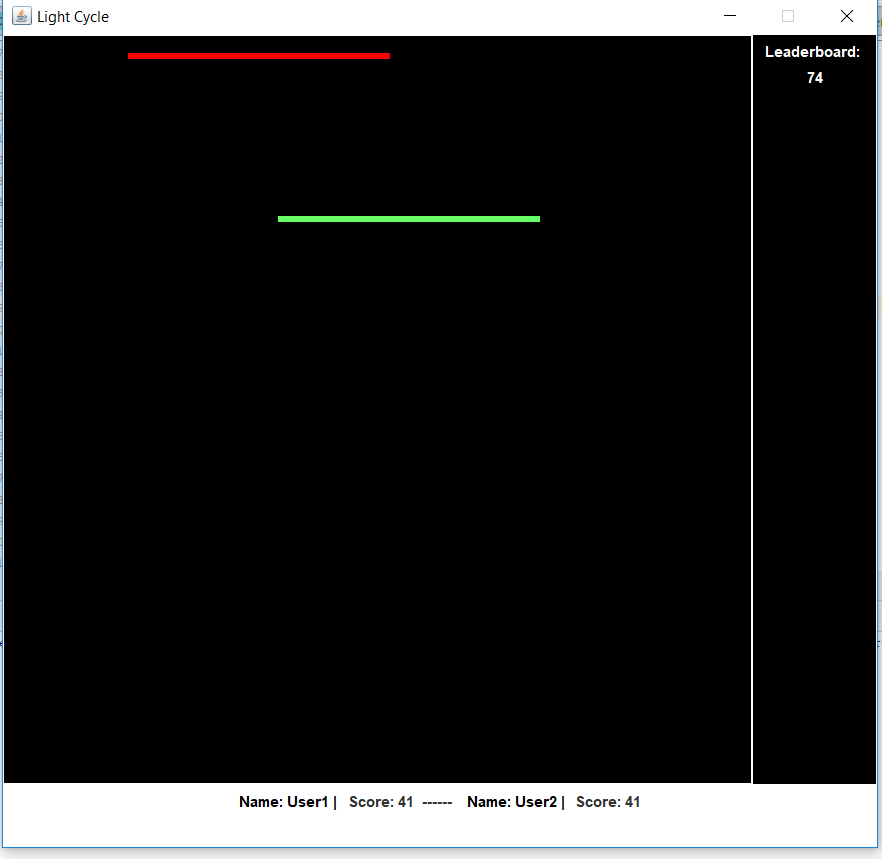 Light Cycle
Leaderboard:
74
Name: User1 | Score: 41 ------ Name: User2 | Score: 41